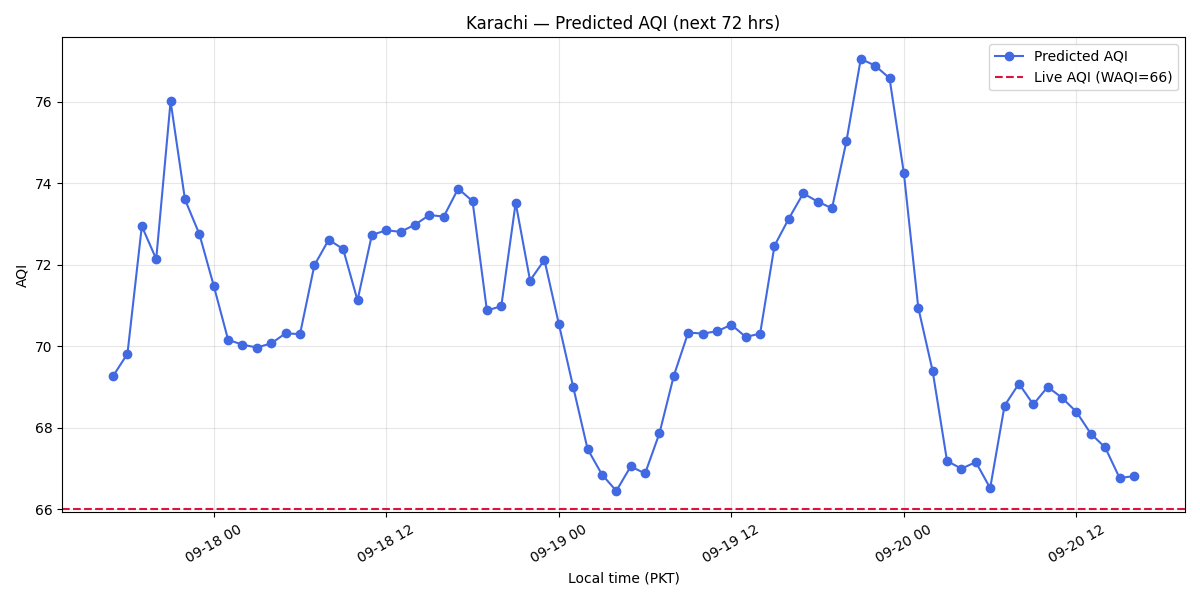 Karachi — Predicted AQI (next 72 hrs)
Predicted AQI
Live AQI (WAQI=66)
AQI
76
74
72
70
68
66
09-18 00
09-18 12
09-19 00
09-19 12
09-20 00
09-20 12
Local time (PKT)